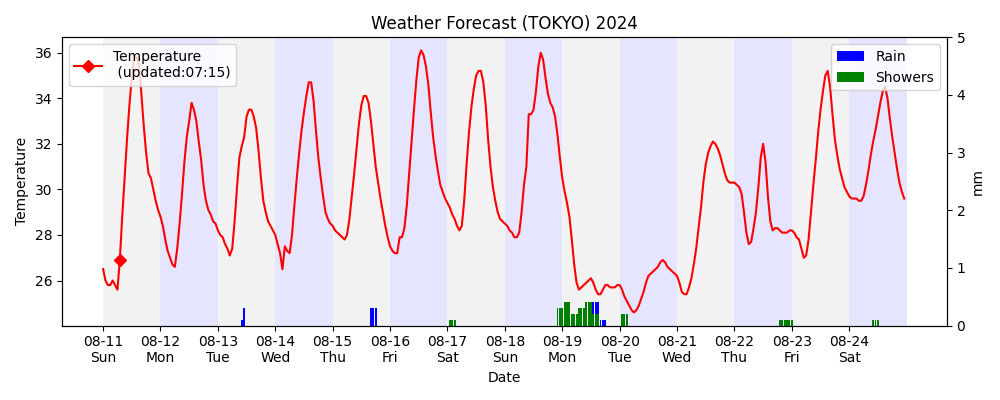 Weather Forecast (TOKYO) 2024
Temperature
(updated:07:15)
Rain
Showers
Temperature
36
34
32
30
28
26
5
4
3
2
1
0
mm
08-11 08-12 08-13 08-14 08-15 08-16 08-17 08-18 08-19 08-20 08-21 08-22 08-23 08-24
Sun Mon Tue Wed Thu Fri Sat Sun Mon Tue Wed Thu Fri Sat
Date